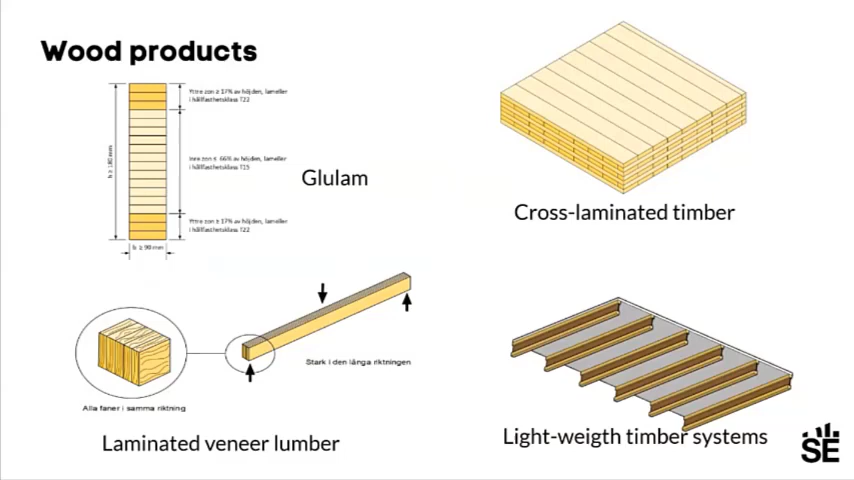 Wood products
Yttre zon ≥ 17% av höjden, lameller
i hållfasthetsklass T22
h ≥ 180 mm
Inre zon ≤ 66% av höjden, lameller
i hållfasthetsklass T15
Glulam
Yttre zon ≥ 17% av höjden, lameller
i hållfasthetsklass T22
b ≥ 90 mm
Cross-laminated timber
Stark i den långa riktningen
Alla faner i samma riktning
Laminated veneer lumber
Light-weigth timber systems
SE